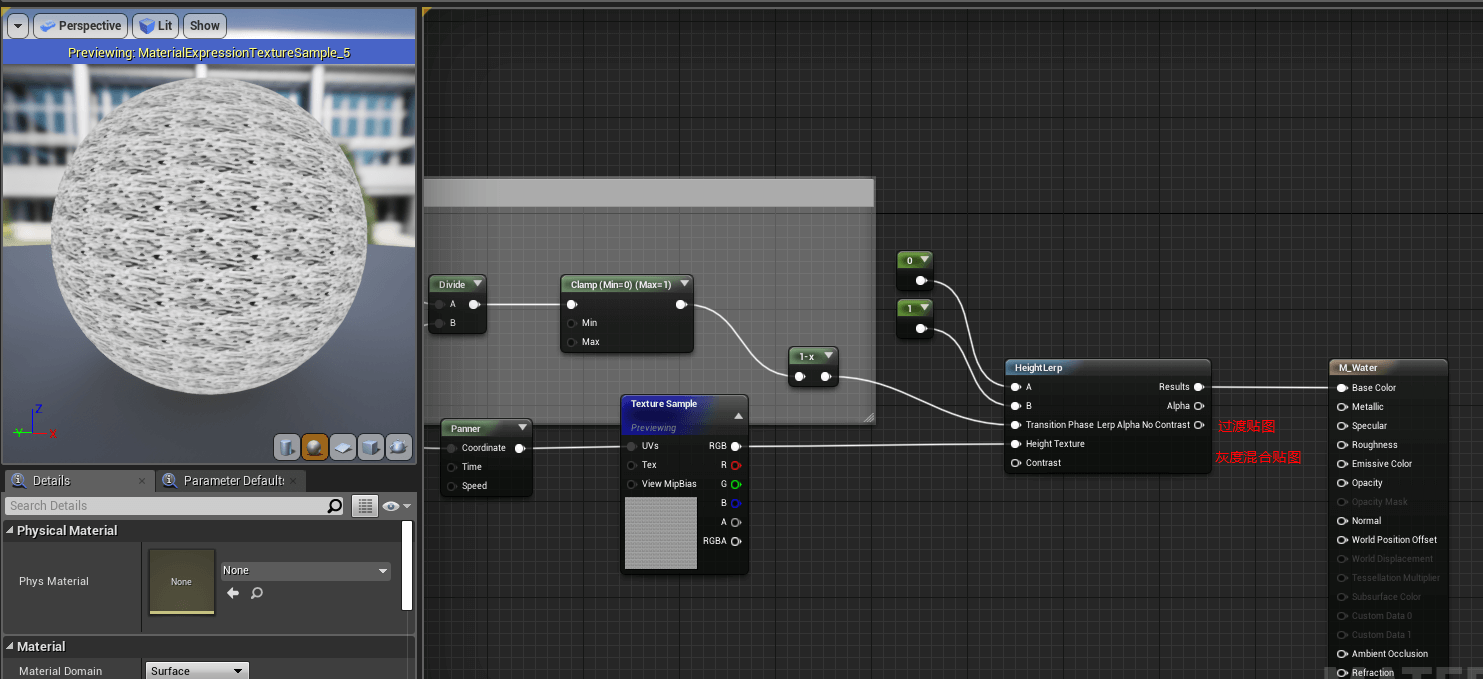 Perspective
Lit
Show
Previewing: MaterialExpressionTextureSample_5
Z
Y
X
Details
Parameter Defaults
Search Details
Physical Material
Phys Material
None
None
Material
Material Domain
Surface
Divide
A
B
Clamp (Min=0) (Max=1)
Min
Max
1-x
0
1
Panner
Coordinate
Time
Speed
Texture Sample
Previewing
UVs
RGB
Tex
R
View MipBias
G
B
A
RGBA
HeightLerp
A
Results
B
Alpha
Transition Phase
Lerp Alpha No Contrast
Height Texture
Contrast
过渡贴图
灰度混合贴图
M_Water
Base Color
Metallic
Specular
Roughness
Emissive Color
Opacity
Opacity Mask
Normal
World Position Offset
World Displacement
Tessellation Multiplier
Subsurface Color
Custom Data 0
Custom Data 1
Ambient Occlusion
Refraction